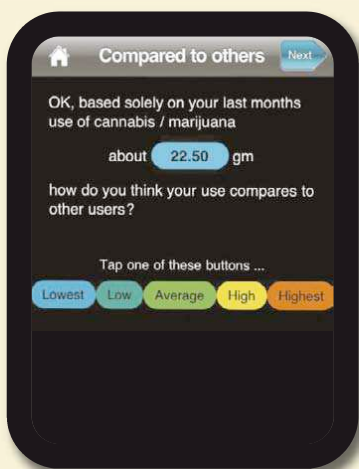 Compared to others Next
OK, based solely on your last months
use of cannabis / marijuana
about 22.50 gm
how do you think your use compares to
other users?
Tap one of these buttons ...
Lowest Low Average High Highest